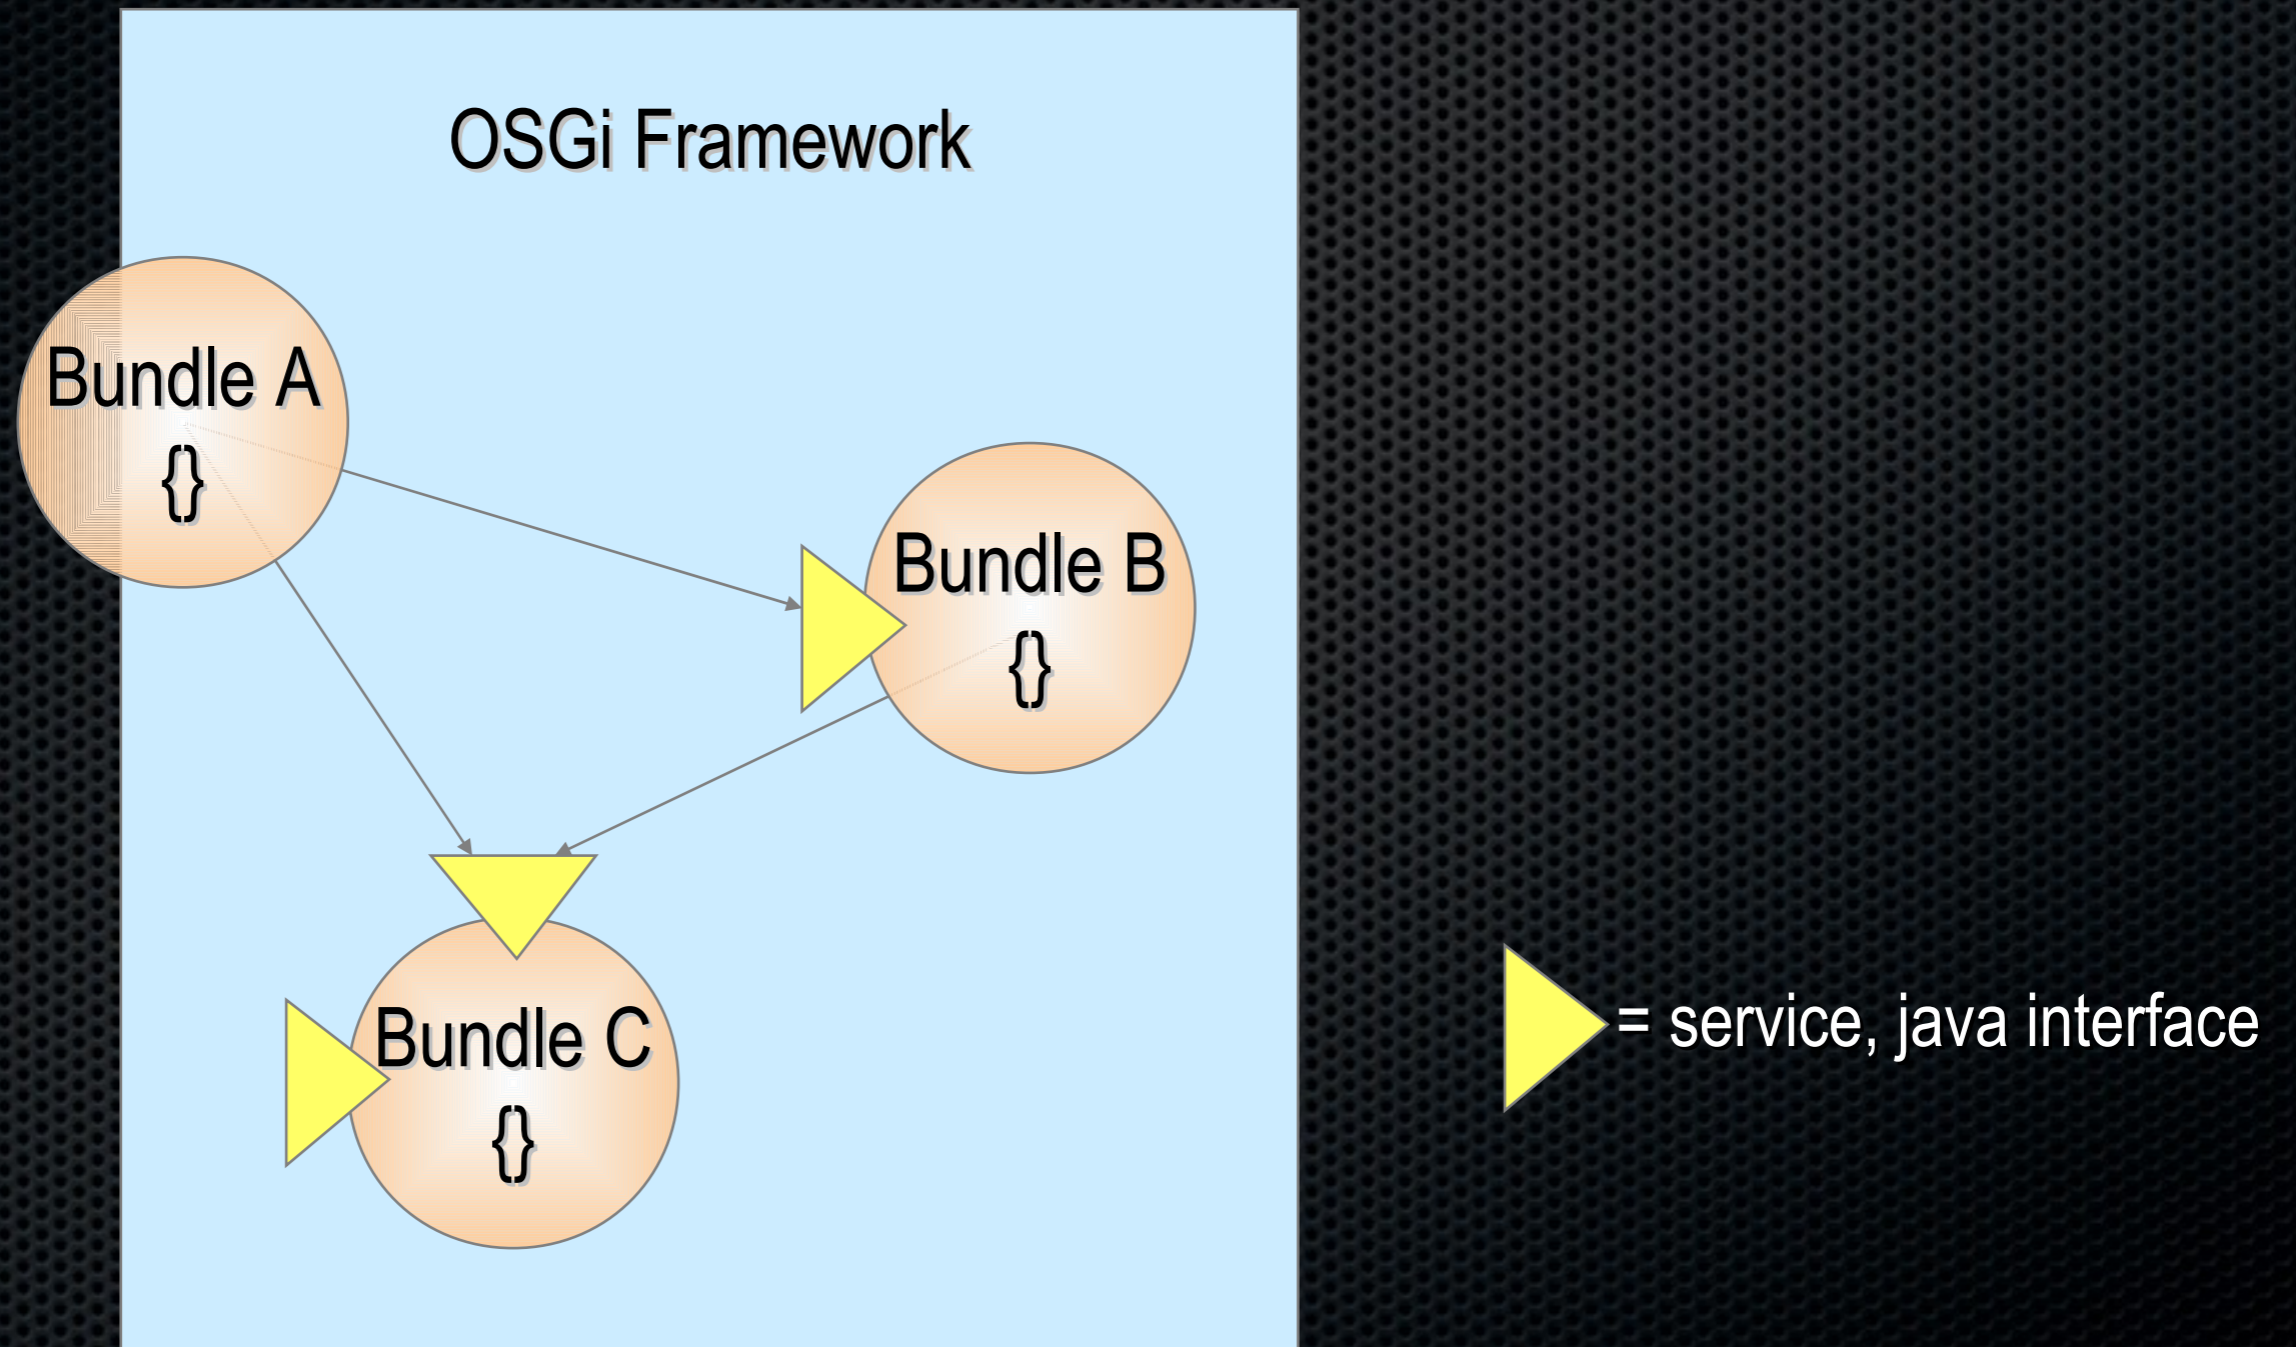 OSGi Framework
Bundle A
{}
Bundle B
{}
Bundle C
{}
= service, java interface